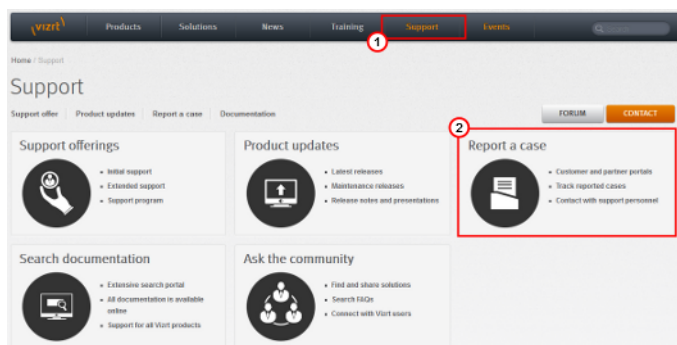 (vizrt)
Products
Solutions
News
Training
Support
Events
Search
1
Home / Support
Support
Support offer
Product updates
Report a case
Documentation
FORUM
CONTACT
2
Support offerings
Initial support
Extended support
Support program
Product updates
Latest releases
Maintenance releases
Release notes and presentations
Report a case
Customer and partner portals
Track reported cases
Contact with support personnel
Search documentation
Extensive search portal
All documentation is available
online
Support for all Vizrt products
Ask the community
Find and share solutions
Search FAQs
Connect with Vizrt users